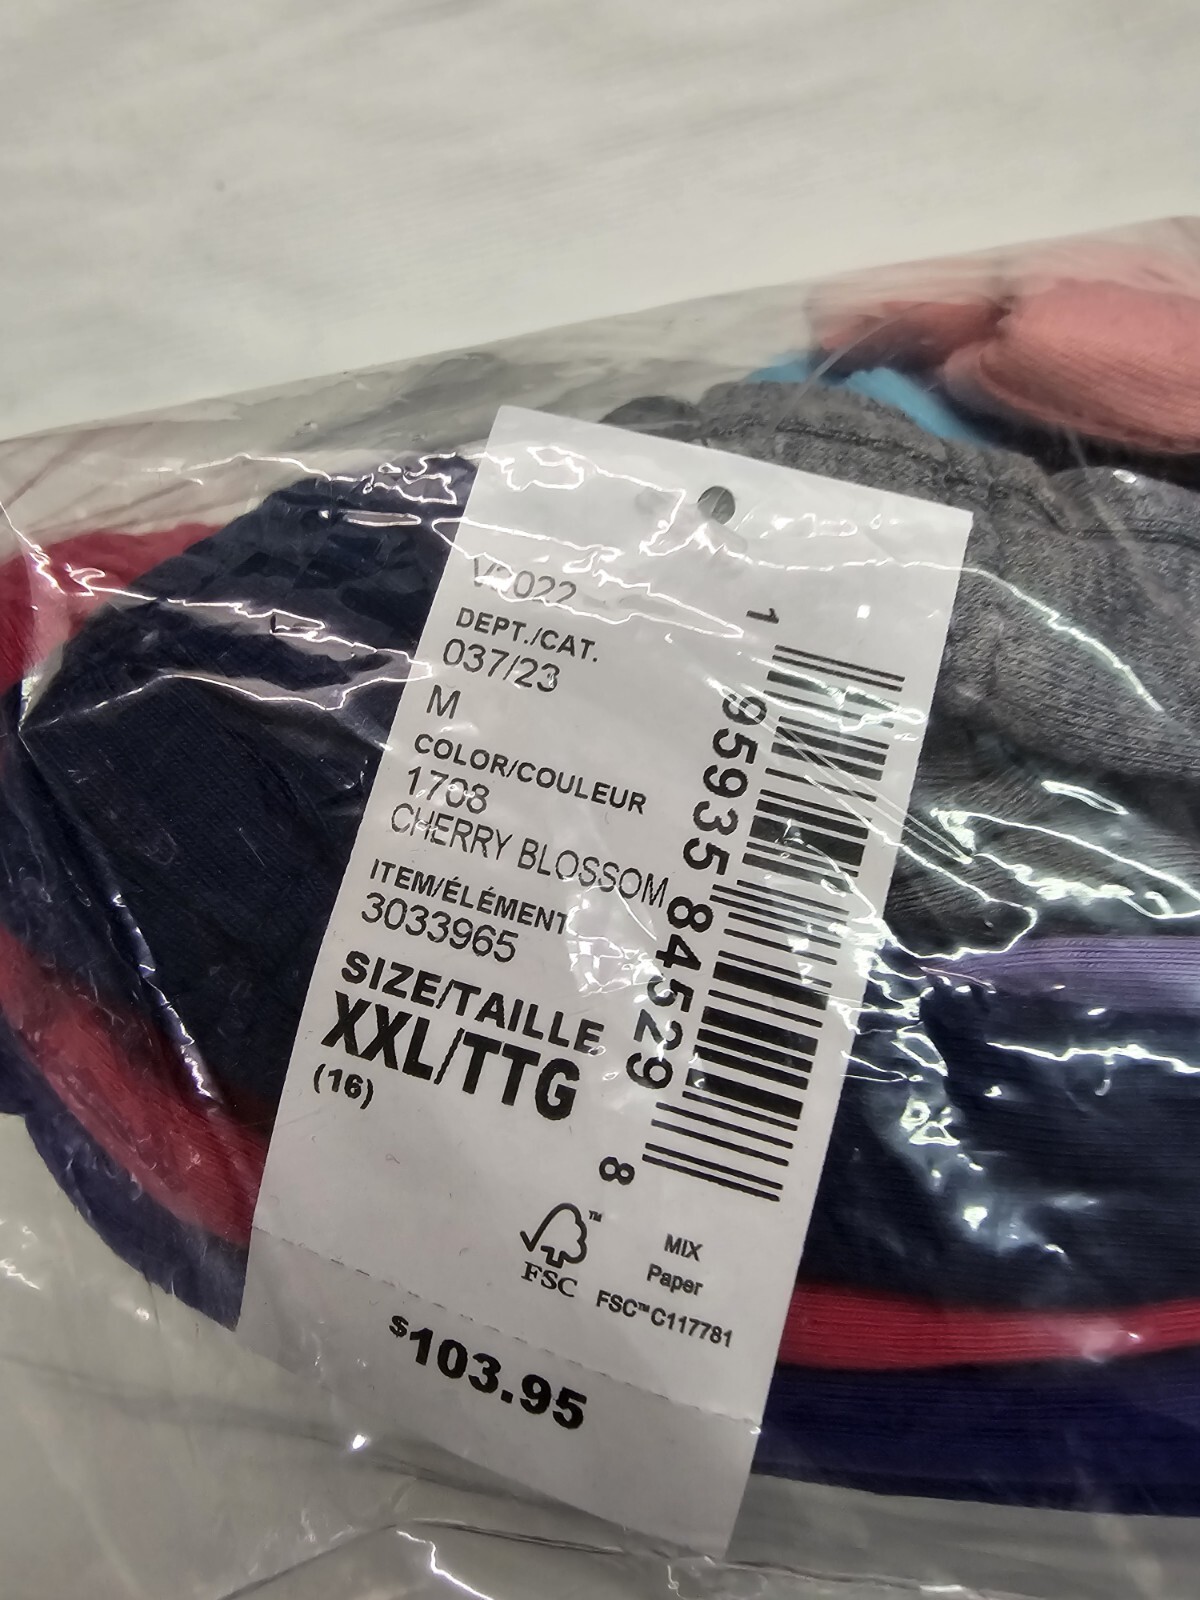 DEPT./CAT.
037/23
M
COLOR/COULEUR
1708
CHERRY BLOSSOM
ITEM/ÉLÉMENT
3033965
SIZE/TAILLE
XXL/TTG
(16)
1 95935 84529 8
FSC
™
MIX
Paper
FSC™ C117781
$103.95